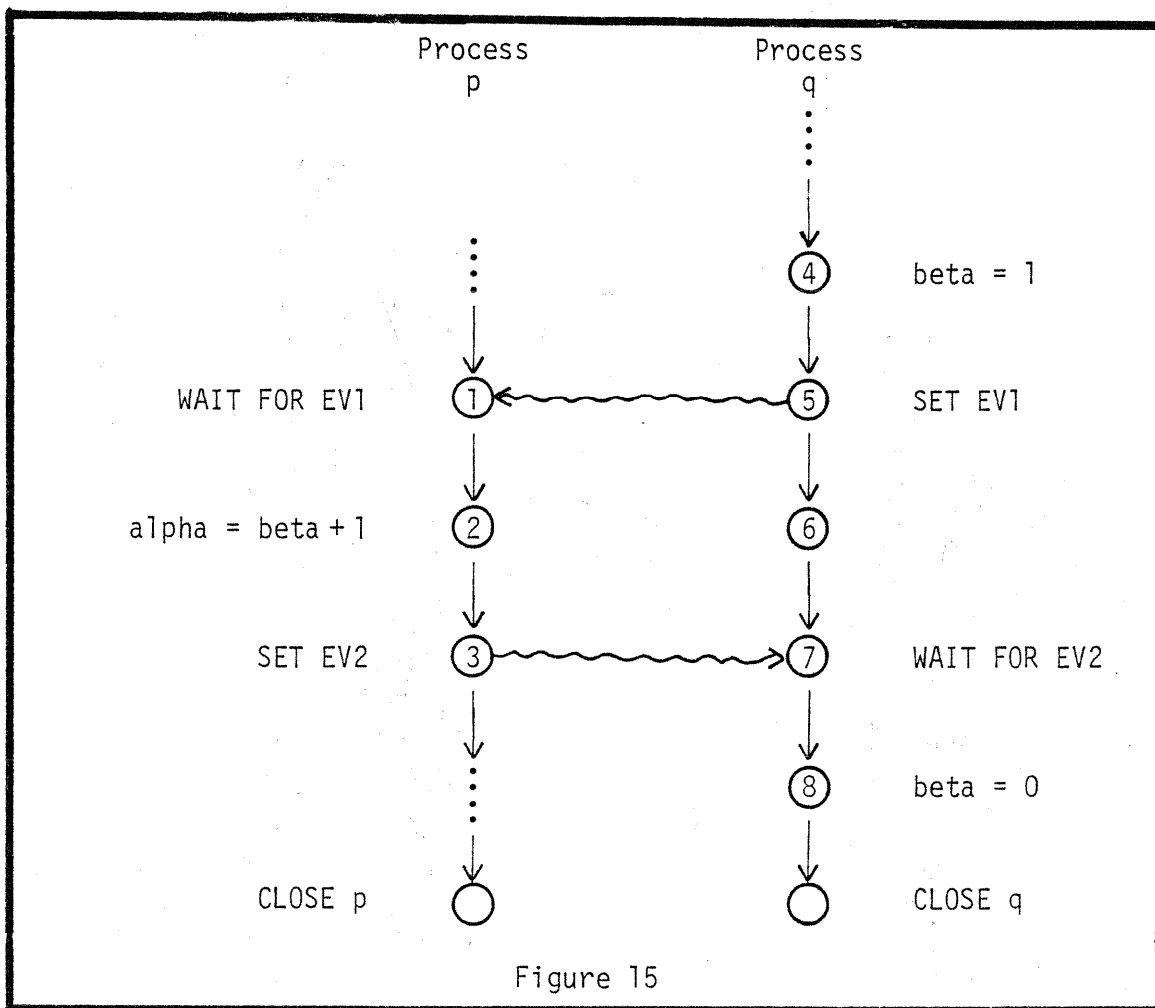 Process Process
p q
4 beta = 1
WAIT FOR EV1 1 5 SET EV1
alpha = beta + 1 2 6
SET EV2 3 7 WAIT FOR EV2
8 beta = 0
CLOSE p CLOSE q
Figure 15